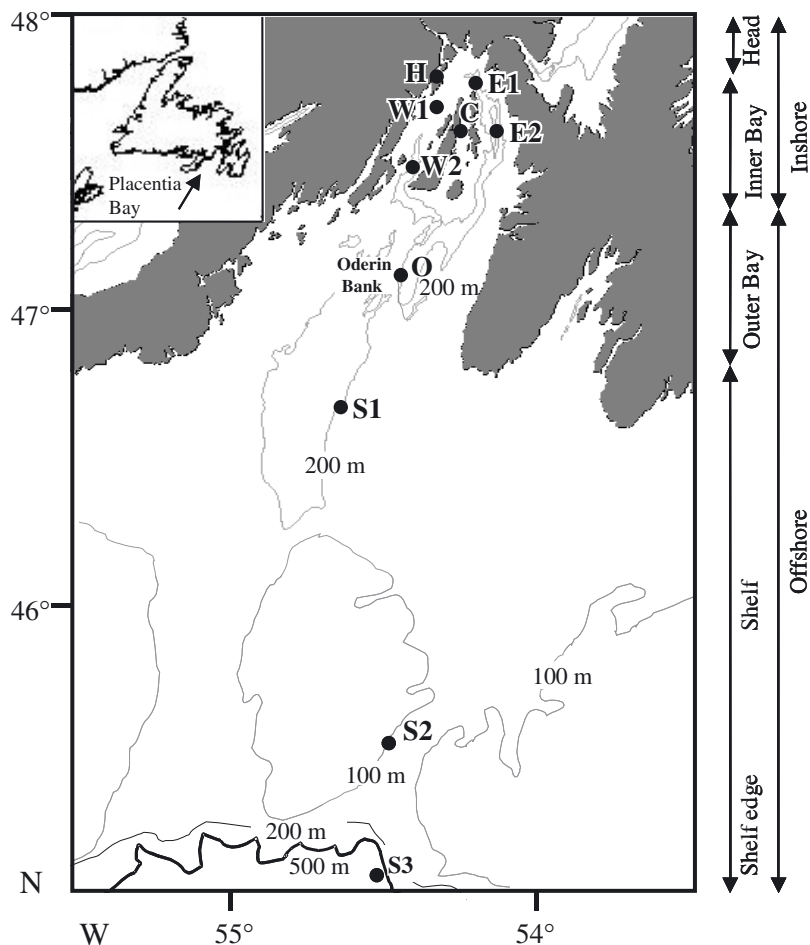 48°
Placentia
Bay
H
E1
W1
C
E2
W2
Oderin
Bank
O
200 m
47°
S1
200 m
46°
100 m
S2
100 m
200 m
500 m
S3
N
W
55°
54°
Head
Inner Bay
Outer Bay
Shelf
Shelf edge
Inshore
Offshore